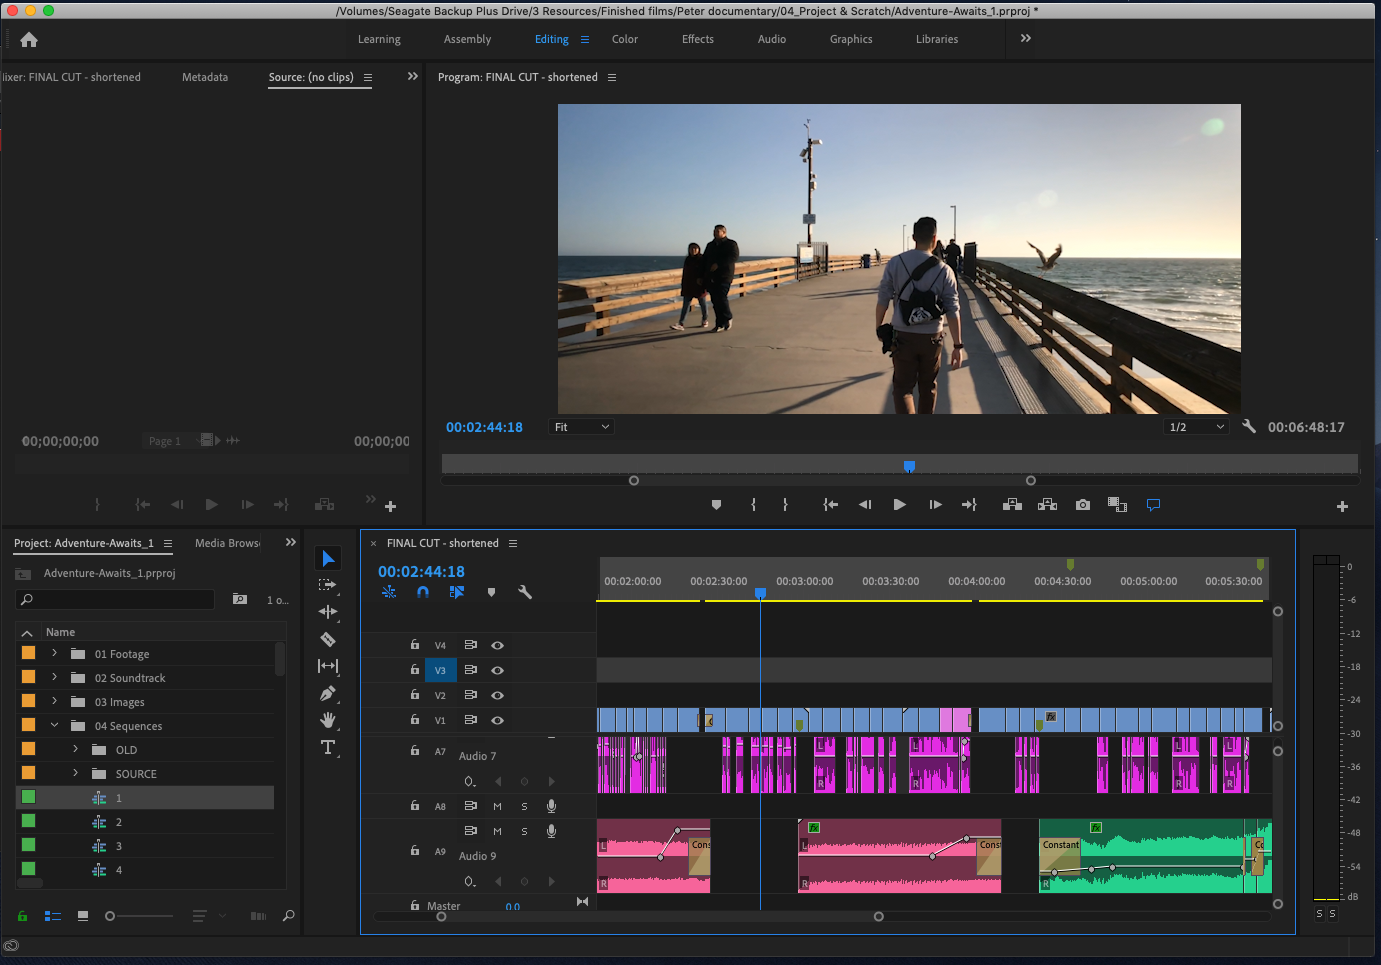 /Volumes/Seagate Backup Plus Drive/3 Resources/Finished films/Peter documentary/04_Project & Scratch/Adventure-Awaits_1.prproj *
Learning Assembly Editing Color Effects Audio Graphics Libraries
lixer: FINAL CUT - shortened Metadata Source: (no clips)
Program: FINAL CUT - shortened
00:02:44:18 Fit 1/2 00:06:48:17
00;00;00;00 Page 1 00;00;00
Project: Adventure-Awaits_1 Media Brows
Adventure-Awaits_1.prproj
1 o...
Name
01 Footage
02 Soundtrack
03 Images
04 Sequences
OLD
SOURCE
1
2
3
4
T
× FINAL CUT - shortened
00:02:44:18
00:02:00:00 00:02:30:00 00:03:00:00 00:03:30:00 00:04:00:00 00:04:30:00 00:05:00:00 00:05:30:00
V4
V3
V2
V1 fx
A7 Audio 7
L L L L
R R R R
A8 M S
A9 M S
Audio 9
L Cons L fx Const fx Constant Co
R R R
Master 0.0
0
-6
-12
-18
-24
-30
-36
-42
-48
-54
dB
S S